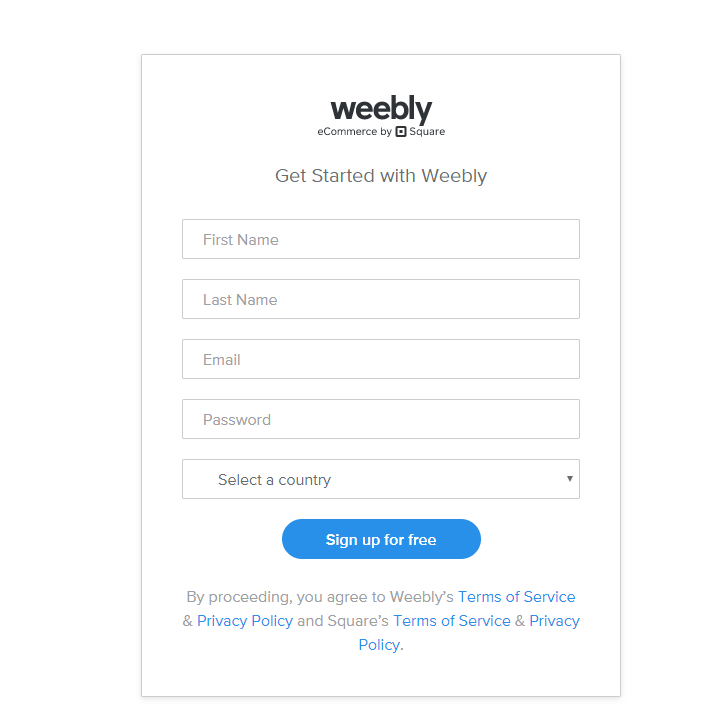 weebly
eCommerce by Square
Get Started with Weebly
First Name
Last Name
Email
Password
Select a country
Sign up for free
By proceeding, you agree to Weebly’s Terms of Service
& Privacy Policy and Square’s Terms of Service & Privacy
Policy.